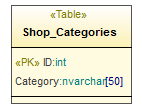 «Table»
Shop_Categories
«PK» ID:int
Category:nvarchar[50]